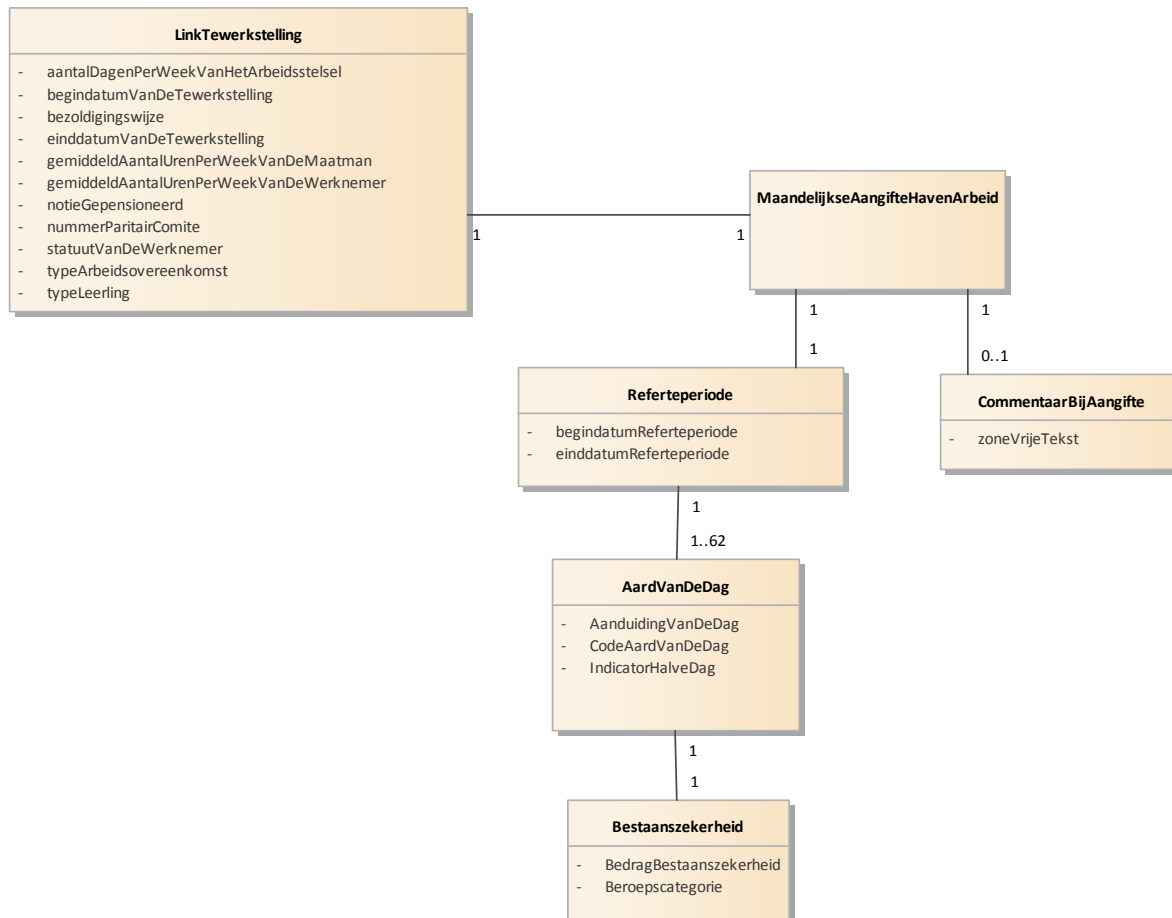 LinkTewerkstelling
- aantalDagenPerWeekVanHetArbeidsstelsel
- begindatumVanDeTewerkstelling
- bezoldigingswijze
- einddatumVanDeTewerkstelling
- gemiddeldAantalUrenPerWeekVanDeMaatman
- gemiddeldAantalUrenPerWeekVanDeWerknemer
- notieGepensioneerd
- nummerParitairComite
- statuutVanDeWerknemer
- typeArbeidsovereenkomst
- typeLeerling
MaandelijkseAangifteHavenArbeid
1
1
1
1
1
0..1
Referteperiode
- begindatumReferteperiode
- einddatumReferteperiode
CommentaarBijAangifte
- zoneVrijeTekst
1
1..62
AardVanDeDag
- AanduidingVanDeDag
- CodeAardVanDeDag
- IndicatorHalveDag
1
1
Bestaanszekerheid
- BedragBestaanszekerheid
- Beroepscategorie